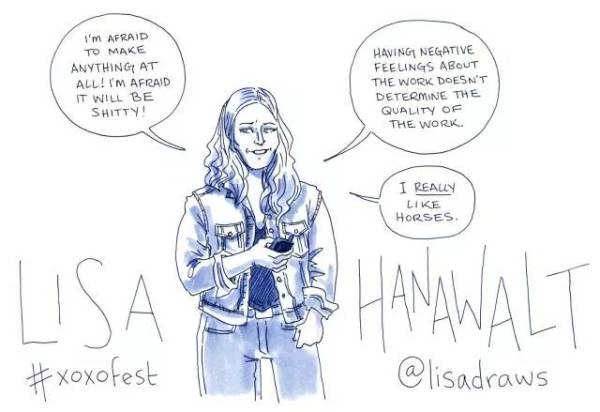 I'M AFRAID
TO MAKE
ANYTHING AT
ALL! I'M AFRAID
IT WILL BE
SHITTY!
HAVING NEGATIVE
FEELINGS ABOUT
THE WORK DOESN'T
DETERMINE THE
QUALITY OF
THE WORK.
I REALLY
LIKE
HORSES.
LISA HANAWALT
#xoxofest @lisadraws